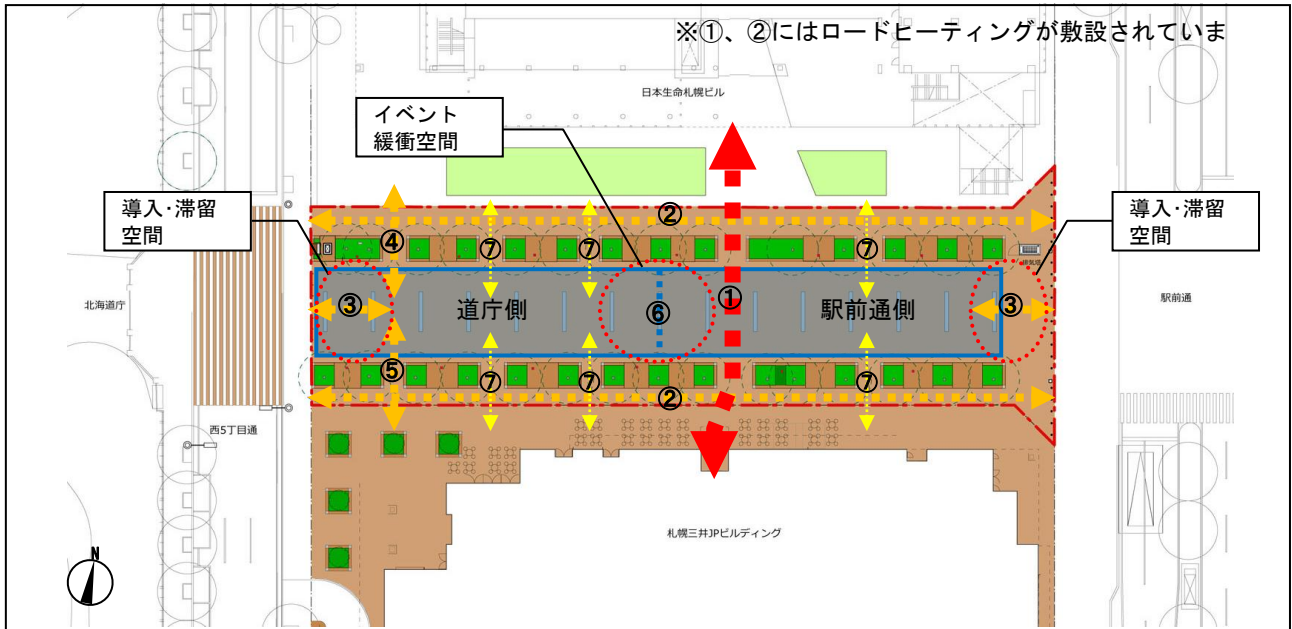 ※①、②にはロードヒーティングが敷設されていま
日本生命札幌ビル
イベント
緩衝空間
導入・滞留
空間
導入・滞留
空間
②
④
⑦
⑦
⑦
北海道庁
③
道庁側
⑥
①
駅前通側
③
駅前通
⑤
⑦
⑦
⑦
②
西5丁目通
札幌三井JPビルディング
N